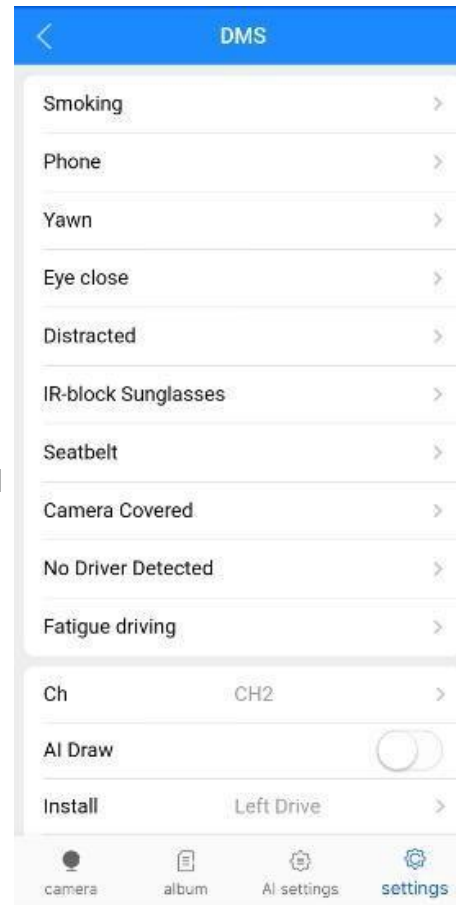 DMS
Smoking
Phone
Yawn
Eye close
Distracted
IR-block Sunglasses
Seatbelt
Camera Covered
No Driver Detected
Fatigue driving
Ch CH2
AI Draw
Install Left Drive
camera album AI settings settings